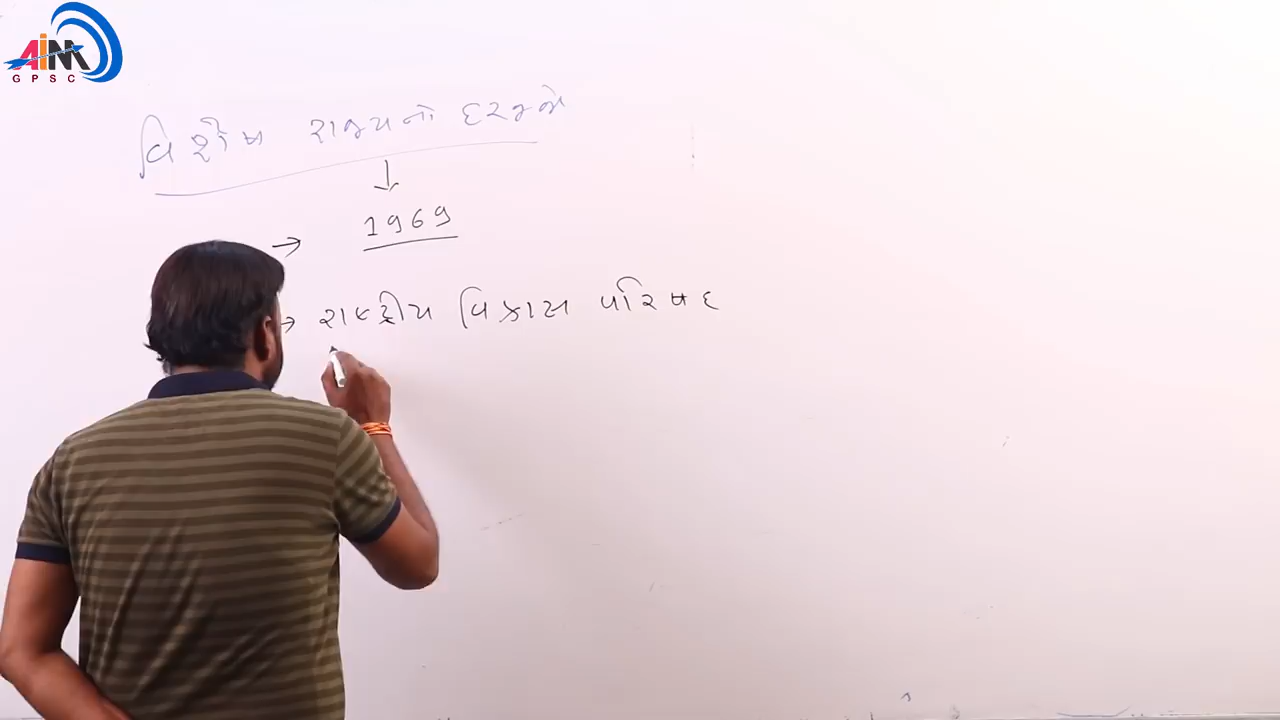 AiM
GPSC
વિશેષ રાજ્યનો દરજ્જો
↓
→ 1969
→ રાષ્ટ્રીય વિકાસ પરિષદ